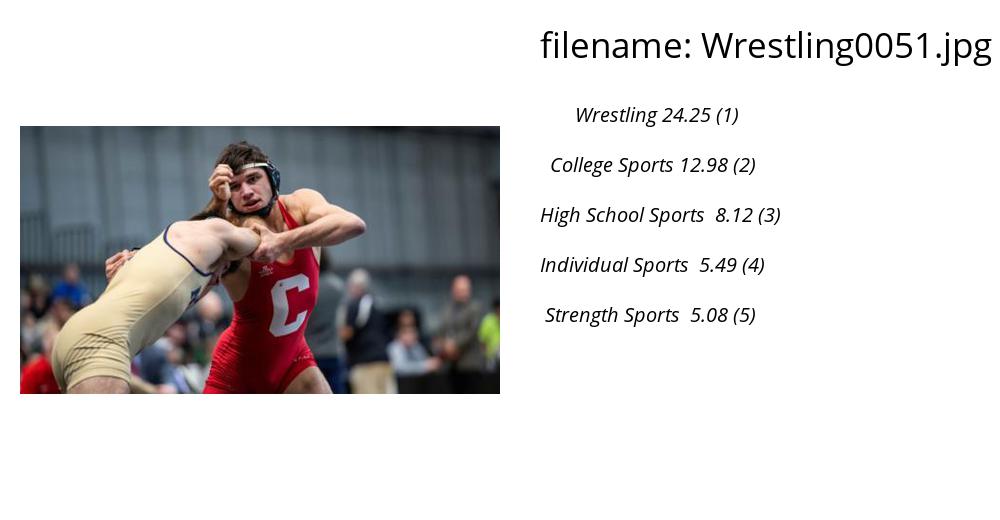 filename: Wrestling0051.jpg
Wrestling 24.25 (1)
College Sports 12.98 (2)
High School Sports 8.12 (3)
Individual Sports 5.49 (4)
Strength Sports 5.08 (5)
C